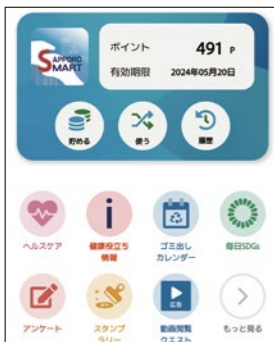 SAPPORO
SMART
ポイント 491 P
有効期限 2024年05月20日
貯める 使う 履歴
ヘルスケア 健康役立ち情報 ゴミ出しカレンダー 毎日SDGs
広告
アンケート スタンプラリー 動画閲覧クエスト もっと見る